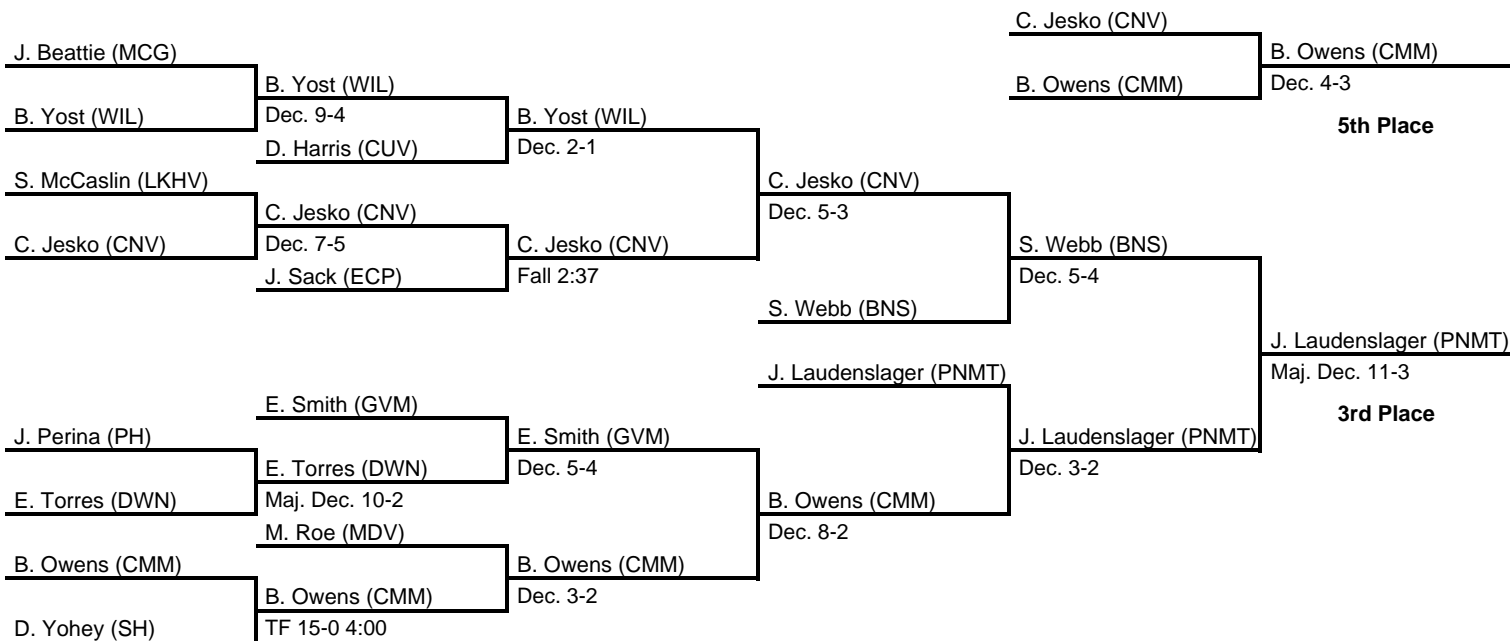 C. Jesko (CNV)
B. Owens (CMM)
B. Owens (CMM)
Dec. 4-3
5th Place
J. Beattie (MCG)
B. Yost (WIL)
B. Yost (WIL)
Dec. 9-4
D. Harris (CUV)
B. Yost (WIL)
Dec. 2-1
S. McCaslin (LKHV)
C. Jesko (CNV)
C. Jesko (CNV)
Dec. 7-5
J. Sack (ECP)
C. Jesko (CNV)
Fall 2:37
C. Jesko (CNV)
Dec. 5-3
S. Webb (BNS)
S. Webb (BNS)
Dec. 5-4
J. Laudenslager (PNMT)
Maj. Dec. 11-3
3rd Place
J. Laudenslager (PNMT)
J. Laudenslager (PNMT)
Dec. 3-2
E. Smith (GVM)
J. Perina (PH)
E. Torres (DWN)
E. Torres (DWN)
Maj. Dec. 10-2
E. Smith (GVM)
Dec. 5-4
B. Owens (CMM)
Dec. 8-2
M. Roe (MDV)
B. Owens (CMM)
D. Yohey (SH)
B. Owens (CMM)
TF 15-0 4:00
B. Owens (CMM)
Dec. 3-2